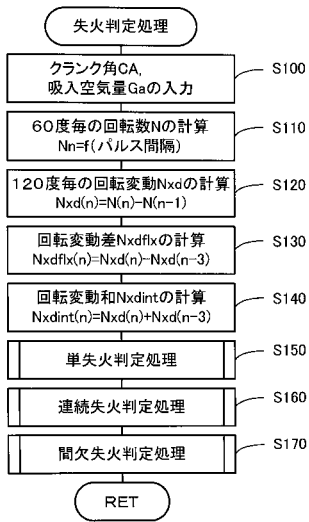 失火判定処理
クランク角CA,
吸入空気量Gaの入力
S100
60度毎の回転数Nの計算
Nn=f(パルス間隔)
S110
120度毎の回転変動Nxdの計算
Nxd(n)=N(n)-N(n-1)
S120
回転変動差Nxdflxの計算
Nxdflx(n)=Nxd(n)-Nxd(n-3)
S130
回転変動和Nxdintの計算
Nxdint(n)=Nxd(n)+Nxd(n-3)
S140
単失火判定処理
S150
連続失火判定処理
S160
間欠失火判定処理
S170
RET